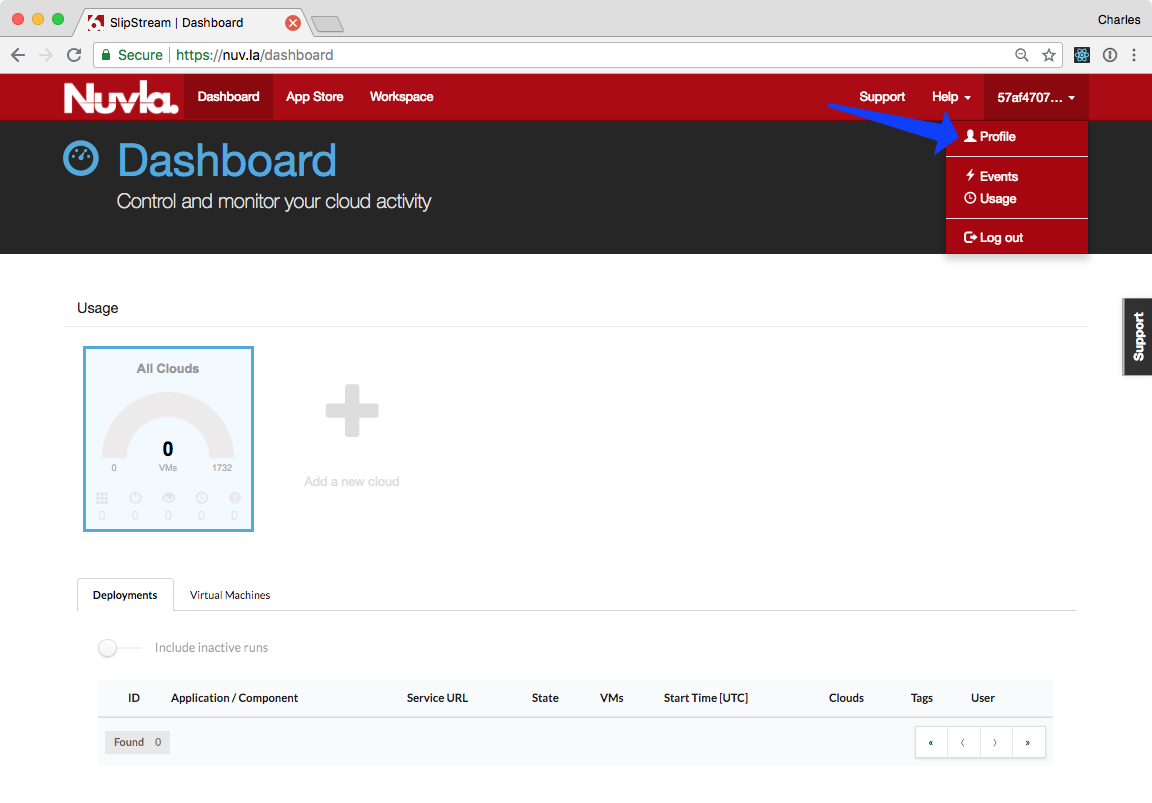 SlipStream | Dashboard
Charles
Secure
https://nuv.la/dashboard
Nuvla.
Dashboard
App Store
Workspace
Support
Help
57af4707...
Profile
Events
Usage
Log out
Dashboard
Control and monitor your cloud activity
Support
Usage
All Clouds
0
0 VMs 1732
0 0 0 0 0
Add a new cloud
Deployments
Virtual Machines
Include inactive runs
ID Application / Component Service URL State VMs Start Time [UTC] Clouds Tags User
Found 0
« ‹ › »